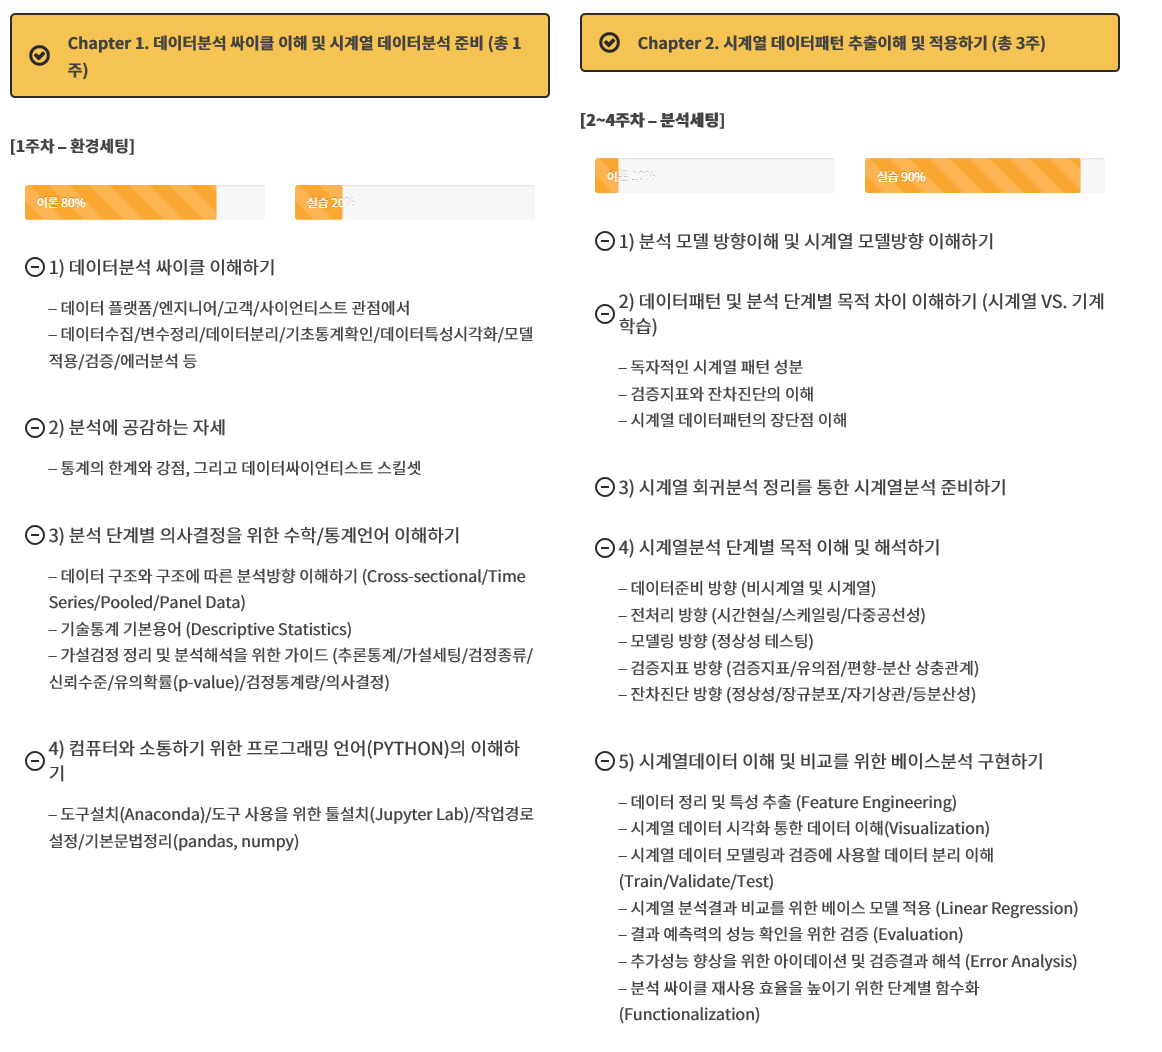 Chapter 1. 데이터분석 싸이클 이해 및 시계열 데이터분석 준비 (총 1
주)
[1주차 – 환경세팅]
이론 80%
실습 20%
1) 데이터분석 싸이클 이해하기
– 데이터 플랫폼/엔지니어/고객/사이언티스트 관점에서
– 데이터수집/변수정리/데이터분리/기초통계확인/데이터특성시각화/모델
적용/검증/에러분석 등
2) 분석에 공감하는 자세
– 통계의 한계와 강점, 그리고 데이터싸이언티스트 스킬셋
3) 분석 단계별 의사결정을 위한 수학/통계언어 이해하기
– 데이터 구조와 구조에 따른 분석방향 이해하기 (Cross-sectional/Time
Series/Pooled/Panel Data)
– 기술통계 기본용어 (Descriptive Statistics)
– 가설검정 정리 및 분석해석을 위한 가이드 (추론통계/가설세팅/검정종류/
신뢰수준/유의확률(p-value)/검정통계량/의사결정)
4) 컴퓨터와 소통하기 위한 프로그래밍 언어(PYTHON)의 이해하
기
– 도구설치(Anaconda)/도구 사용을 위한 툴설치(Jupyter Lab)/작업경로
설정/기본문법정리(pandas, numpy)
Chapter 2. 시계열 데이터패턴 추출이해 및 적용하기 (총 3주)
[2~4주차 – 분석세팅]
이론 10%
실습 90%
1) 분석 모델 방향이해 및 시계열 모델방향 이해하기
2) 데이터패턴 및 분석 단계별 목적 차이 이해하기 (시계열 VS. 기계
학습)
– 독자적인 시계열 패턴 성분
– 검증지표와 잔차진단의 이해
– 시계열 데이터패턴의 장단점 이해
3) 시계열 회귀분석 정리를 통한 시계열분석 준비하기
4) 시계열분석 단계별 목적 이해 및 해석하기
– 데이터준비 방향 (비시계열 및 시계열)
– 전처리 방향 (시간현실/스케일링/다중공선성)
– 모델링 방향 (정상성 테스팅)
– 검증지표 방향 (검증지표/유의점/편향-분산 상충관계)
– 잔차진단 방향 (정상성/장규분포/자기상관/등분산성)
5) 시계열데이터 이해 및 비교를 위한 베이스분석 구현하기
– 데이터 정리 및 특성 추출 (Feature Engineering)
– 시계열 데이터 시각화 통한 데이터 이해(Visualization)
– 시계열 데이터 모델링과 검증에 사용할 데이터 분리 이해
(Train/Validate/Test)
– 시계열 분석결과 비교를 위한 베이스 모델 적용 (Linear Regression)
– 결과 예측력의 성능 확인을 위한 검증 (Evaluation)
– 추가성능 향상을 위한 아이데이션 및 검증결과 해석 (Error Analysis)
– 분석 싸이클 재사용 효율을 높이기 위한 단계별 함수화
(Functionalization)